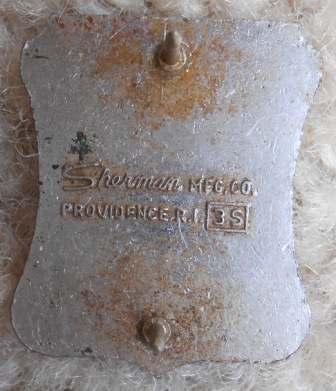 Sherman MFG. CO.
PROVIDENCE, R.I. 3S